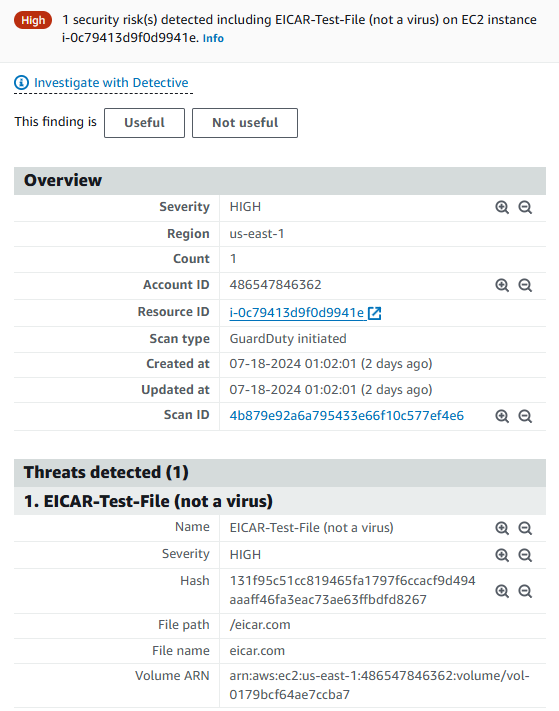 High 1 security risk(s) detected including EICAR-Test-File (not a virus) on EC2 instance
i-0c79413d9f0d9941e. Info
Investigate with Detective
This finding is Useful Not useful
Overview
Severity HIGH
Region us-east-1
Count 1
Account ID 486547846362
Resource ID i-0c79413d9f0d9941e
Scan type GuardDuty initiated
Created at 07-18-2024 01:02:01 (2 days ago)
Updated at 07-18-2024 01:02:01 (2 days ago)
Scan ID 4b879e92a6a795433e66f10c577ef4e6
Threats detected (1)
1. EICAR-Test-File (not a virus)
Name EICAR-Test-File (not a virus)
Severity HIGH
Hash 131f95c51cc819465fa1797f6ccacf9d494
aaaff46fa3eac73ae63ffbdfd8267
File path /eicar.com
File name eicar.com
Volume ARN arn:aws:ec2:us-east-1:486547846362:volume/vol-
0179bcf64ae7ccba7